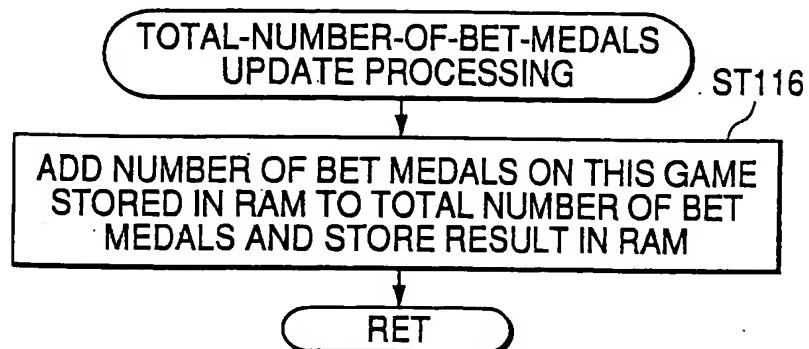 TOTAL-NUMBER-OF-BET-MEDALS
UPDATE PROCESSING
ST116
ADD NUMBER OF BET MEDALS ON THIS GAME
STORED IN RAM TO TOTAL NUMBER OF BET
MEDALS AND STORE RESULT IN RAM
RET